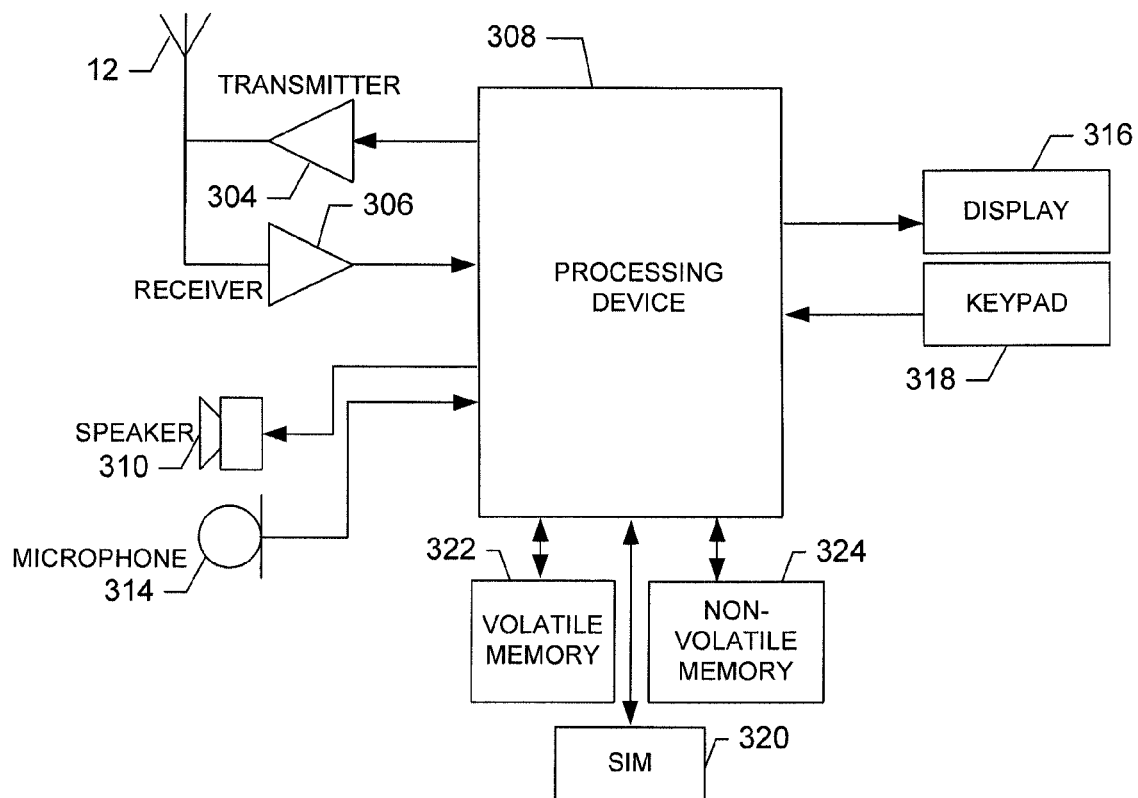 308
12
TRANSMITTER
316
304
306
DISPLAY
PROCESSING
DEVICE
RECEIVER
KEYPAD
318
SPEAKER
310
MICROPHONE
314
322
324
VOLATILE
MEMORY
NON-
VOLATILE
MEMORY
320
SIM